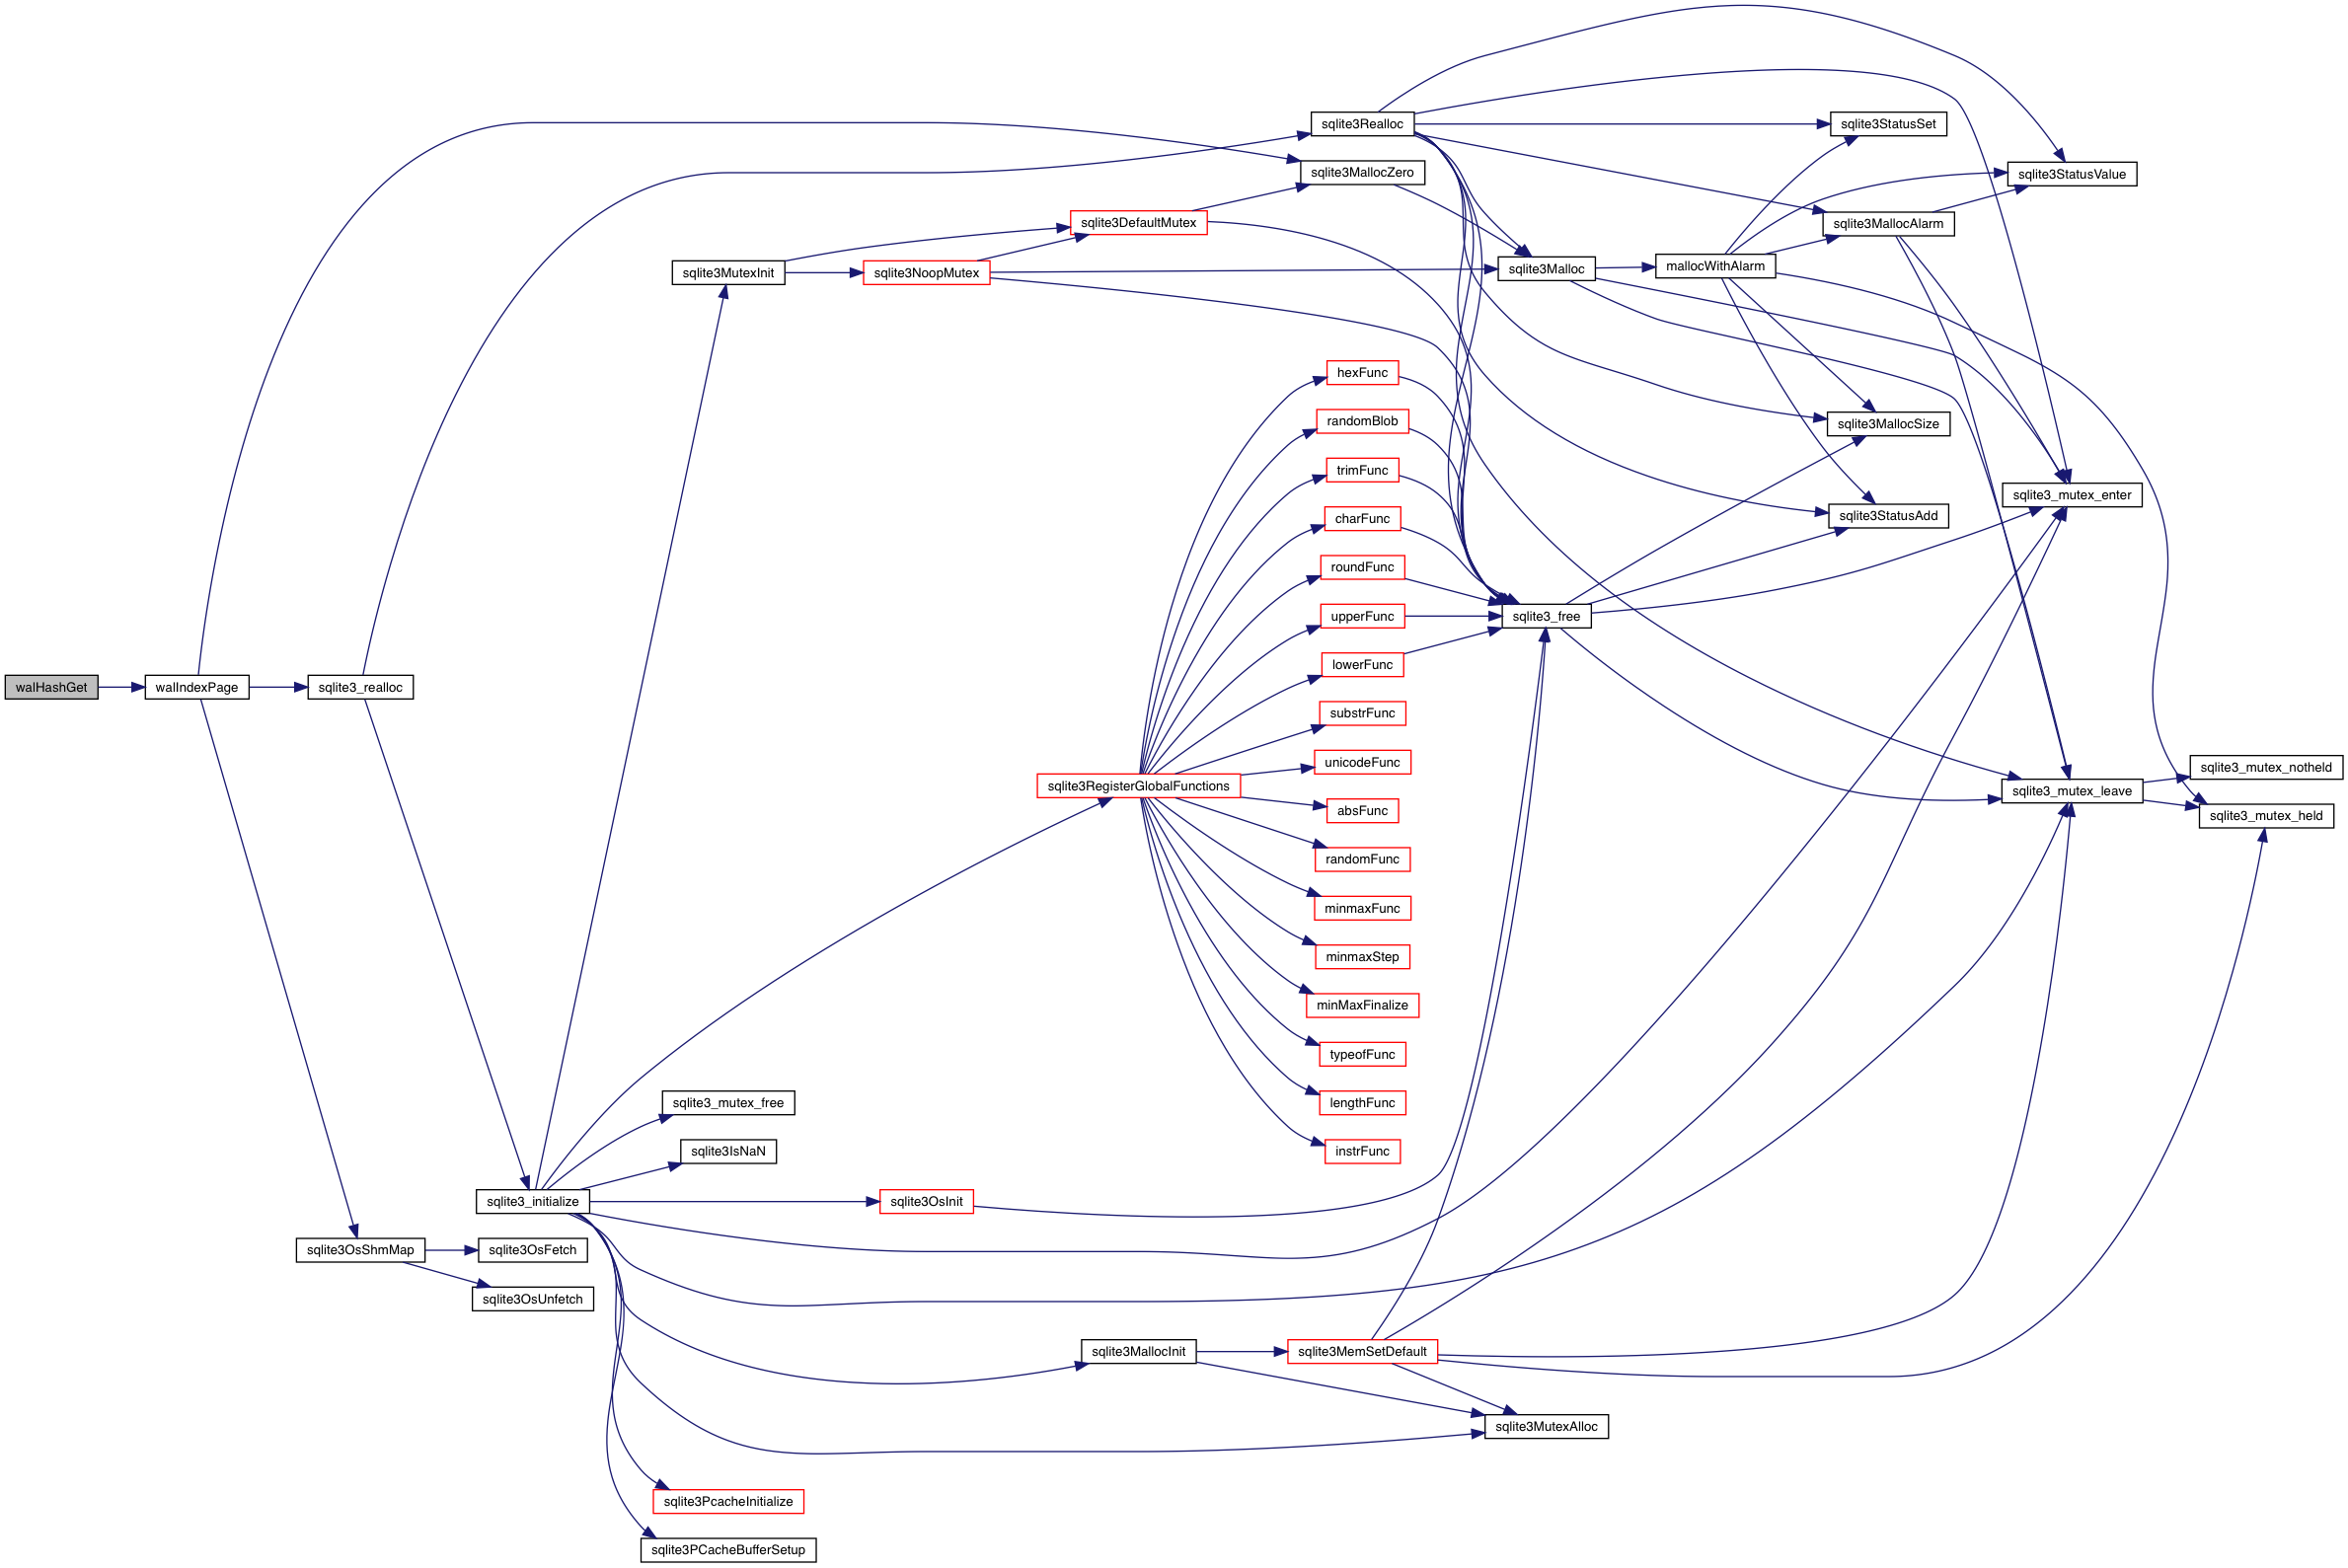 sqlite3Realloc
sqlite3StatusSet
sqlite3MallocZero
sqlite3StatusValue
sqlite3DefaultMutex
sqlite3MallocAlarm
sqlite3MutexInit
sqlite3NoopMutex
sqlite3Malloc
mallocWithAlarm
hexFunc
randomBlob
sqlite3MallocSize
trimFunc
sqlite3_mutex_enter
charFunc
sqlite3StatusAdd
roundFunc
upperFunc
sqlite3_free
lowerFunc
walHashGet
walIndexPage
sqlite3_realloc
substrFunc
unicodeFunc
sqlite3_mutex_notheld
sqlite3RegisterGlobalFunctions
sqlite3_mutex_leave
absFunc
sqlite3_mutex_held
randomFunc
minmaxFunc
minmaxStep
minMaxFinalize
typeofFunc
sqlite3_mutex_free
lengthFunc
sqlite3IsNaN
instrFunc
sqlite3_initialize
sqlite3OsInit
sqlite3OsShmMap
sqlite3OsFetch
sqlite3OsUnfetch
sqlite3MallocInit
sqlite3MemSetDefault
sqlite3MutexAlloc
sqlite3PcacheInitialize
sqlite3PCacheBufferSetup